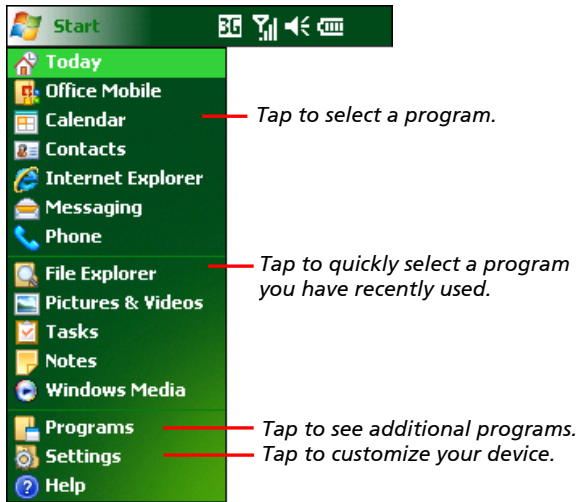 Start 3G
Today
Office Mobile
Calendar
Tap to select a program.
Contacts
Internet Explorer
Messaging
Phone
File Explorer
Tap to quickly select a program
you have recently used.
Pictures & Videos
Tasks
Notes
Windows Media
Programs
Tap to see additional programs.
Settings
Tap to customize your device.
Help